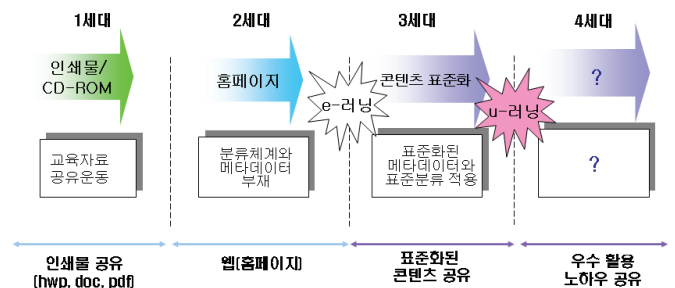 1세대
2세대
3세대
4세대
인쇄물/
CD-ROM
홈페이지
e-러닝
콘텐츠 표준화
u-러닝
?
교육자료
공유운동
분류체계와
메타데이터
부재
표준화된
메타데이터와
표준분류 적용
?
인쇄물 공유
(hwp, doc, pdf)
웹(홈페이지)
표준화된
콘텐츠 공유
우수 활용
노하우 공유